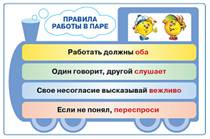 ПРАВИЛА
РАБОТЫ В ПАРЕ
Работать должны оба
Один говорит, другой слушает
Свое несогласие высказывай вежливо
Если не понял, переспроси